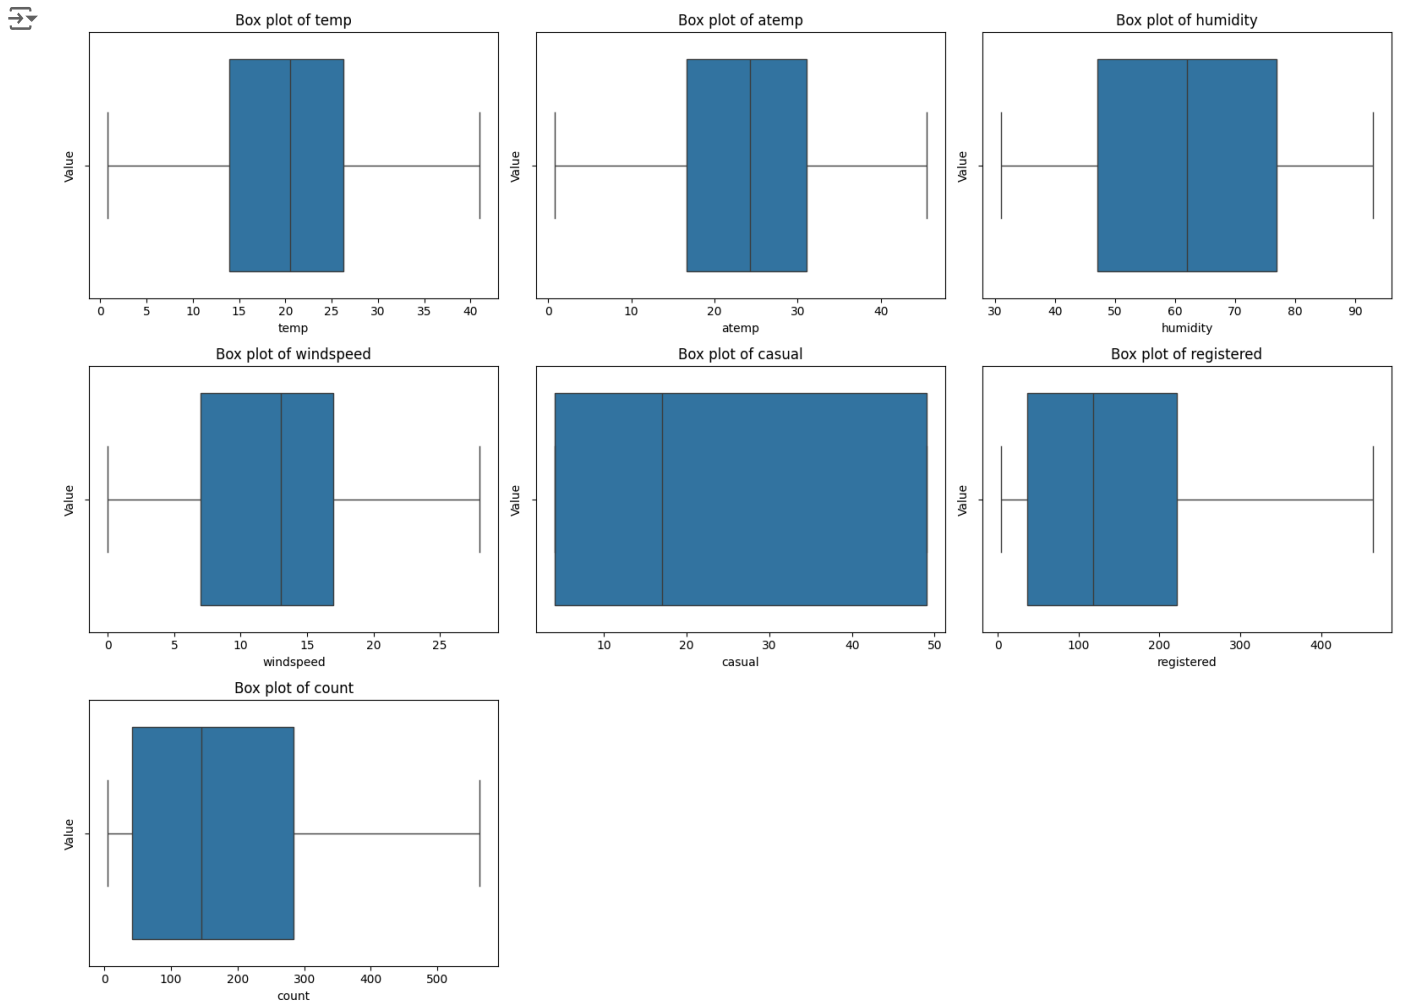 Box plot of temp
Value
0 5 10 15 20 25 30 35 40
temp
Box plot of atemp
Value
0 10 20 30 40
atemp
Box plot of humidity
Value
30 40 50 60 70 80 90
humidity
Box plot of windspeed
Value
0 5 10 15 20 25
windspeed
Box plot of casual
Value
10 20 30 40 50
casual
Box plot of registered
Value
0 100 200 300 400
registered
Box plot of count
Value
0 100 200 300 400 500
count